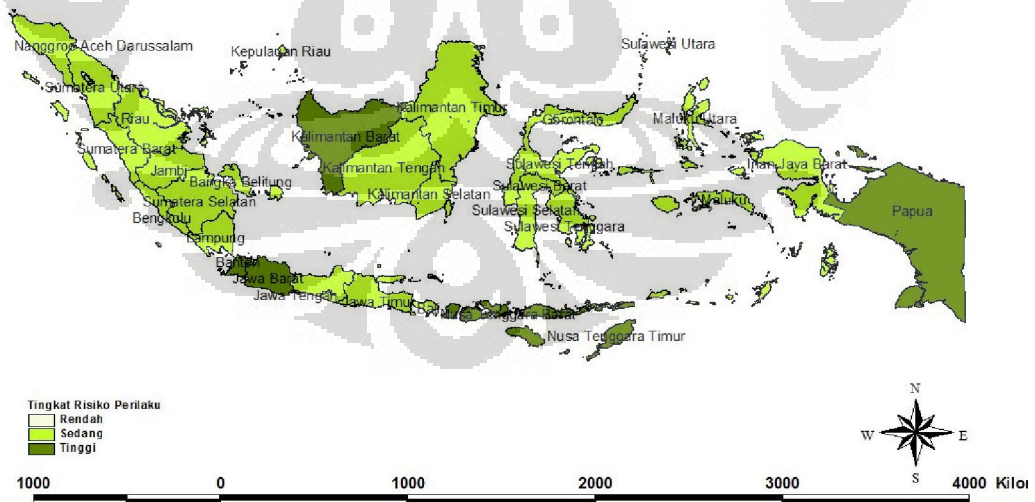 Nanggroe Aceh Darussalam
Kepulauan Riau
Sulawesi Utara
Sumatera Utara
Riau
Kalimantan Timur
Gorontalo
Maluku Utara
Kalimantan Barat
Sumatera Barat
Jambi
Kalimantan Tengah
Sulawesi Tengah
Irian Jaya Barat
Bangka Belitung
Sulawesi Barat
Kalimantan Selatan
Sumatera Selatan
Maluku
Papua
Bengkulu
Sulawesi Selatan
Sulawesi Tenggara
Lampung
Banten
Jawa Barat
Jawa Tengah
Jawa Timur
Bali
Nusa Tenggara Barat
Nusa Tenggara Timur
Tingkat Risiko Perilaku
Rendah
Sedang
Tinggi
N
W E
S
1000 0 1000 2000 3000 4000 Kilo